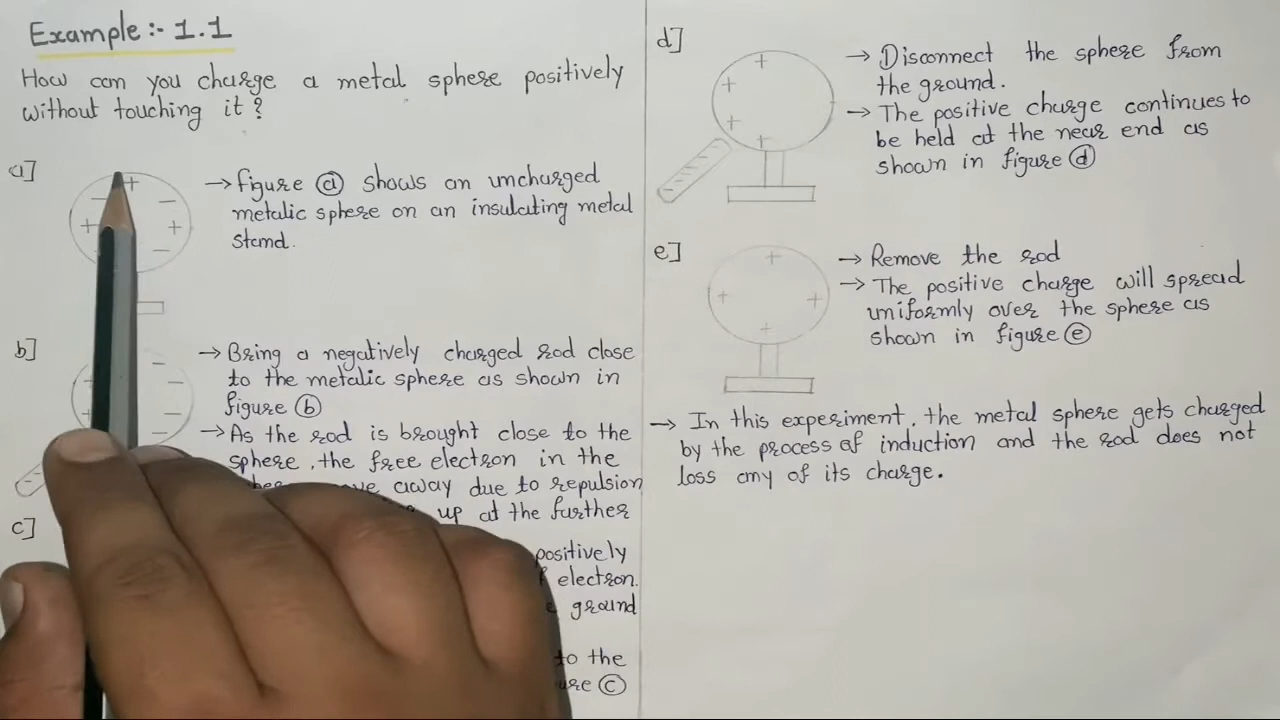 Example:- 1.1
How can you charge a metal sphere positively
without touching it?
a]
→ figure ⓐ shows an uncharged
metalic sphere on an insulating metal
stand.
b]
→ Bring a negatively charged rod close
to the metalic sphere as shown in
figure ⓑ
→ As the rod is brought close to the
sphere, the free electron in the
away due to repulsion
up at the further
c]
positively
electron.
ground
to the
ⓒ
d]
→ Disconnect the sphere from
the ground.
→ The positive charge continues to
be held at the near end as
shown in figure ⓓ
e]
→ Remove the rod
→ The positive charge will spread
uniformly over the sphere as
shown in figure ⓔ
→ In this experiment, the metal sphere gets charged
by the process of induction and the rod does not
loss any of its charge.